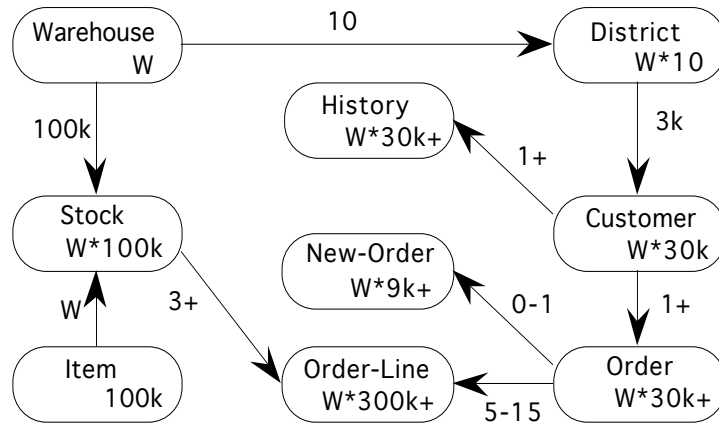 Warehouse
W
10
District
W*10
100k
History
W*30k+
1+
3k
Stock
W*100k
Customer
W*30k
New-Order
W*9k+
W
3+
0-1
1+
Item
100k
Order-Line
W*300k+
5-15
Order
W*30k+